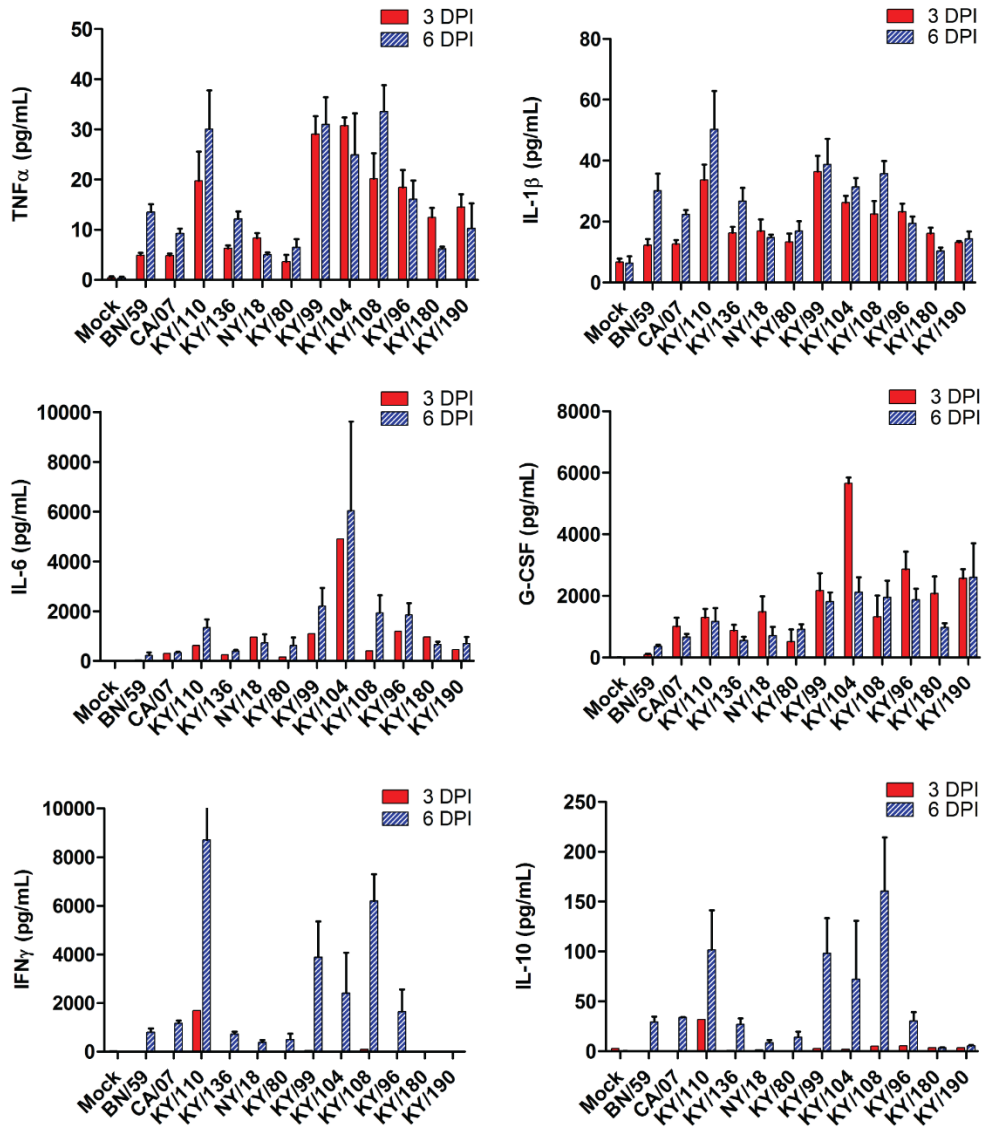 3 DPI
6 DPI
TNFα (pg/mL)
50
40
30
20
10
0
Mock
BN/59
CA/07
KY/110
KY/136
NY/18
KY/80
KY/99
KY/104
KY/108
KY/96
KY/180
KY/190
3 DPI
6 DPI
IL-1β (pg/mL)
80
60
40
20
0
Mock
BN/59
CA/07
KY/110
KY/136
NY/18
KY/80
KY/99
KY/104
KY/108
KY/96
KY/180
KY/190
3 DPI
6 DPI
IL-6 (pg/mL)
10000
8000
6000
4000
2000
0
Mock
BN/59
CA/07
KY/110
KY/136
NY/18
KY/80
KY/99
KY/104
KY/108
KY/96
KY/180
KY/190
3 DPI
6 DPI
G-CSF (pg/mL)
8000
6000
4000
2000
0
Mock
BN/59
CA/07
KY/110
KY/136
NY/18
KY/80
KY/99
KY/104
KY/108
KY/96
KY/180
KY/190
3 DPI
6 DPI
IFNγ (pg/mL)
10000
8000
6000
4000
2000
0
Mock
BN/59
CA/07
KY/110
KY/136
NY/18
KY/80
KY/99
KY/104
KY/108
KY/96
KY/180
KY/190
3 DPI
6 DPI
IL-10 (pg/mL)
250
200
150
100
50
0
Mock
BN/59
CA/07
KY/110
KY/136
NY/18
KY/80
KY/99
KY/104
KY/108
KY/96
KY/180
KY/190